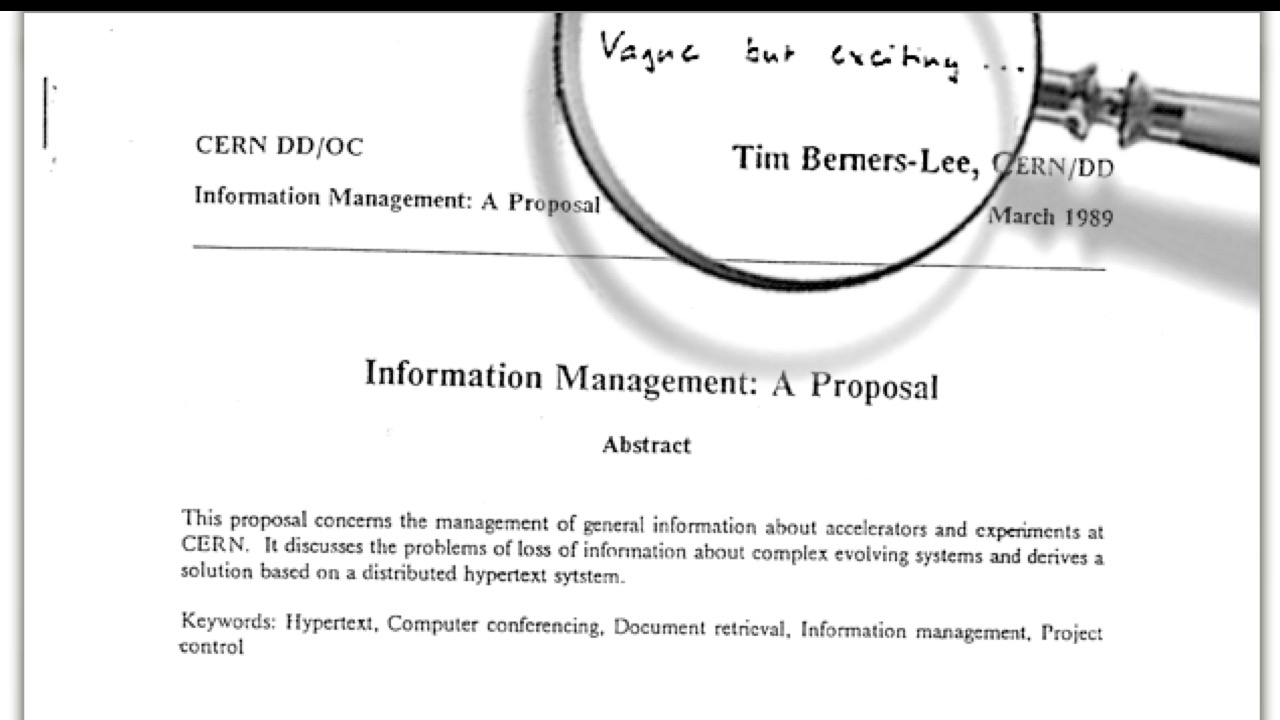 Vague but exciting ...
CERN DD/OC
Tim Berners-Lee, CERN/DD
Information Management: A Proposal
March 1989
Information Management: A Proposal
Abstract
This proposal concerns the management of general information about accelerators and experiments at
CERN. It discusses the problems of loss of information about complex evolving systems and derives a
solution based on a distributed hypertext sytstem.
Keywords: Hypertext, Computer conferencing, Document retrieval, Information management, Project
control